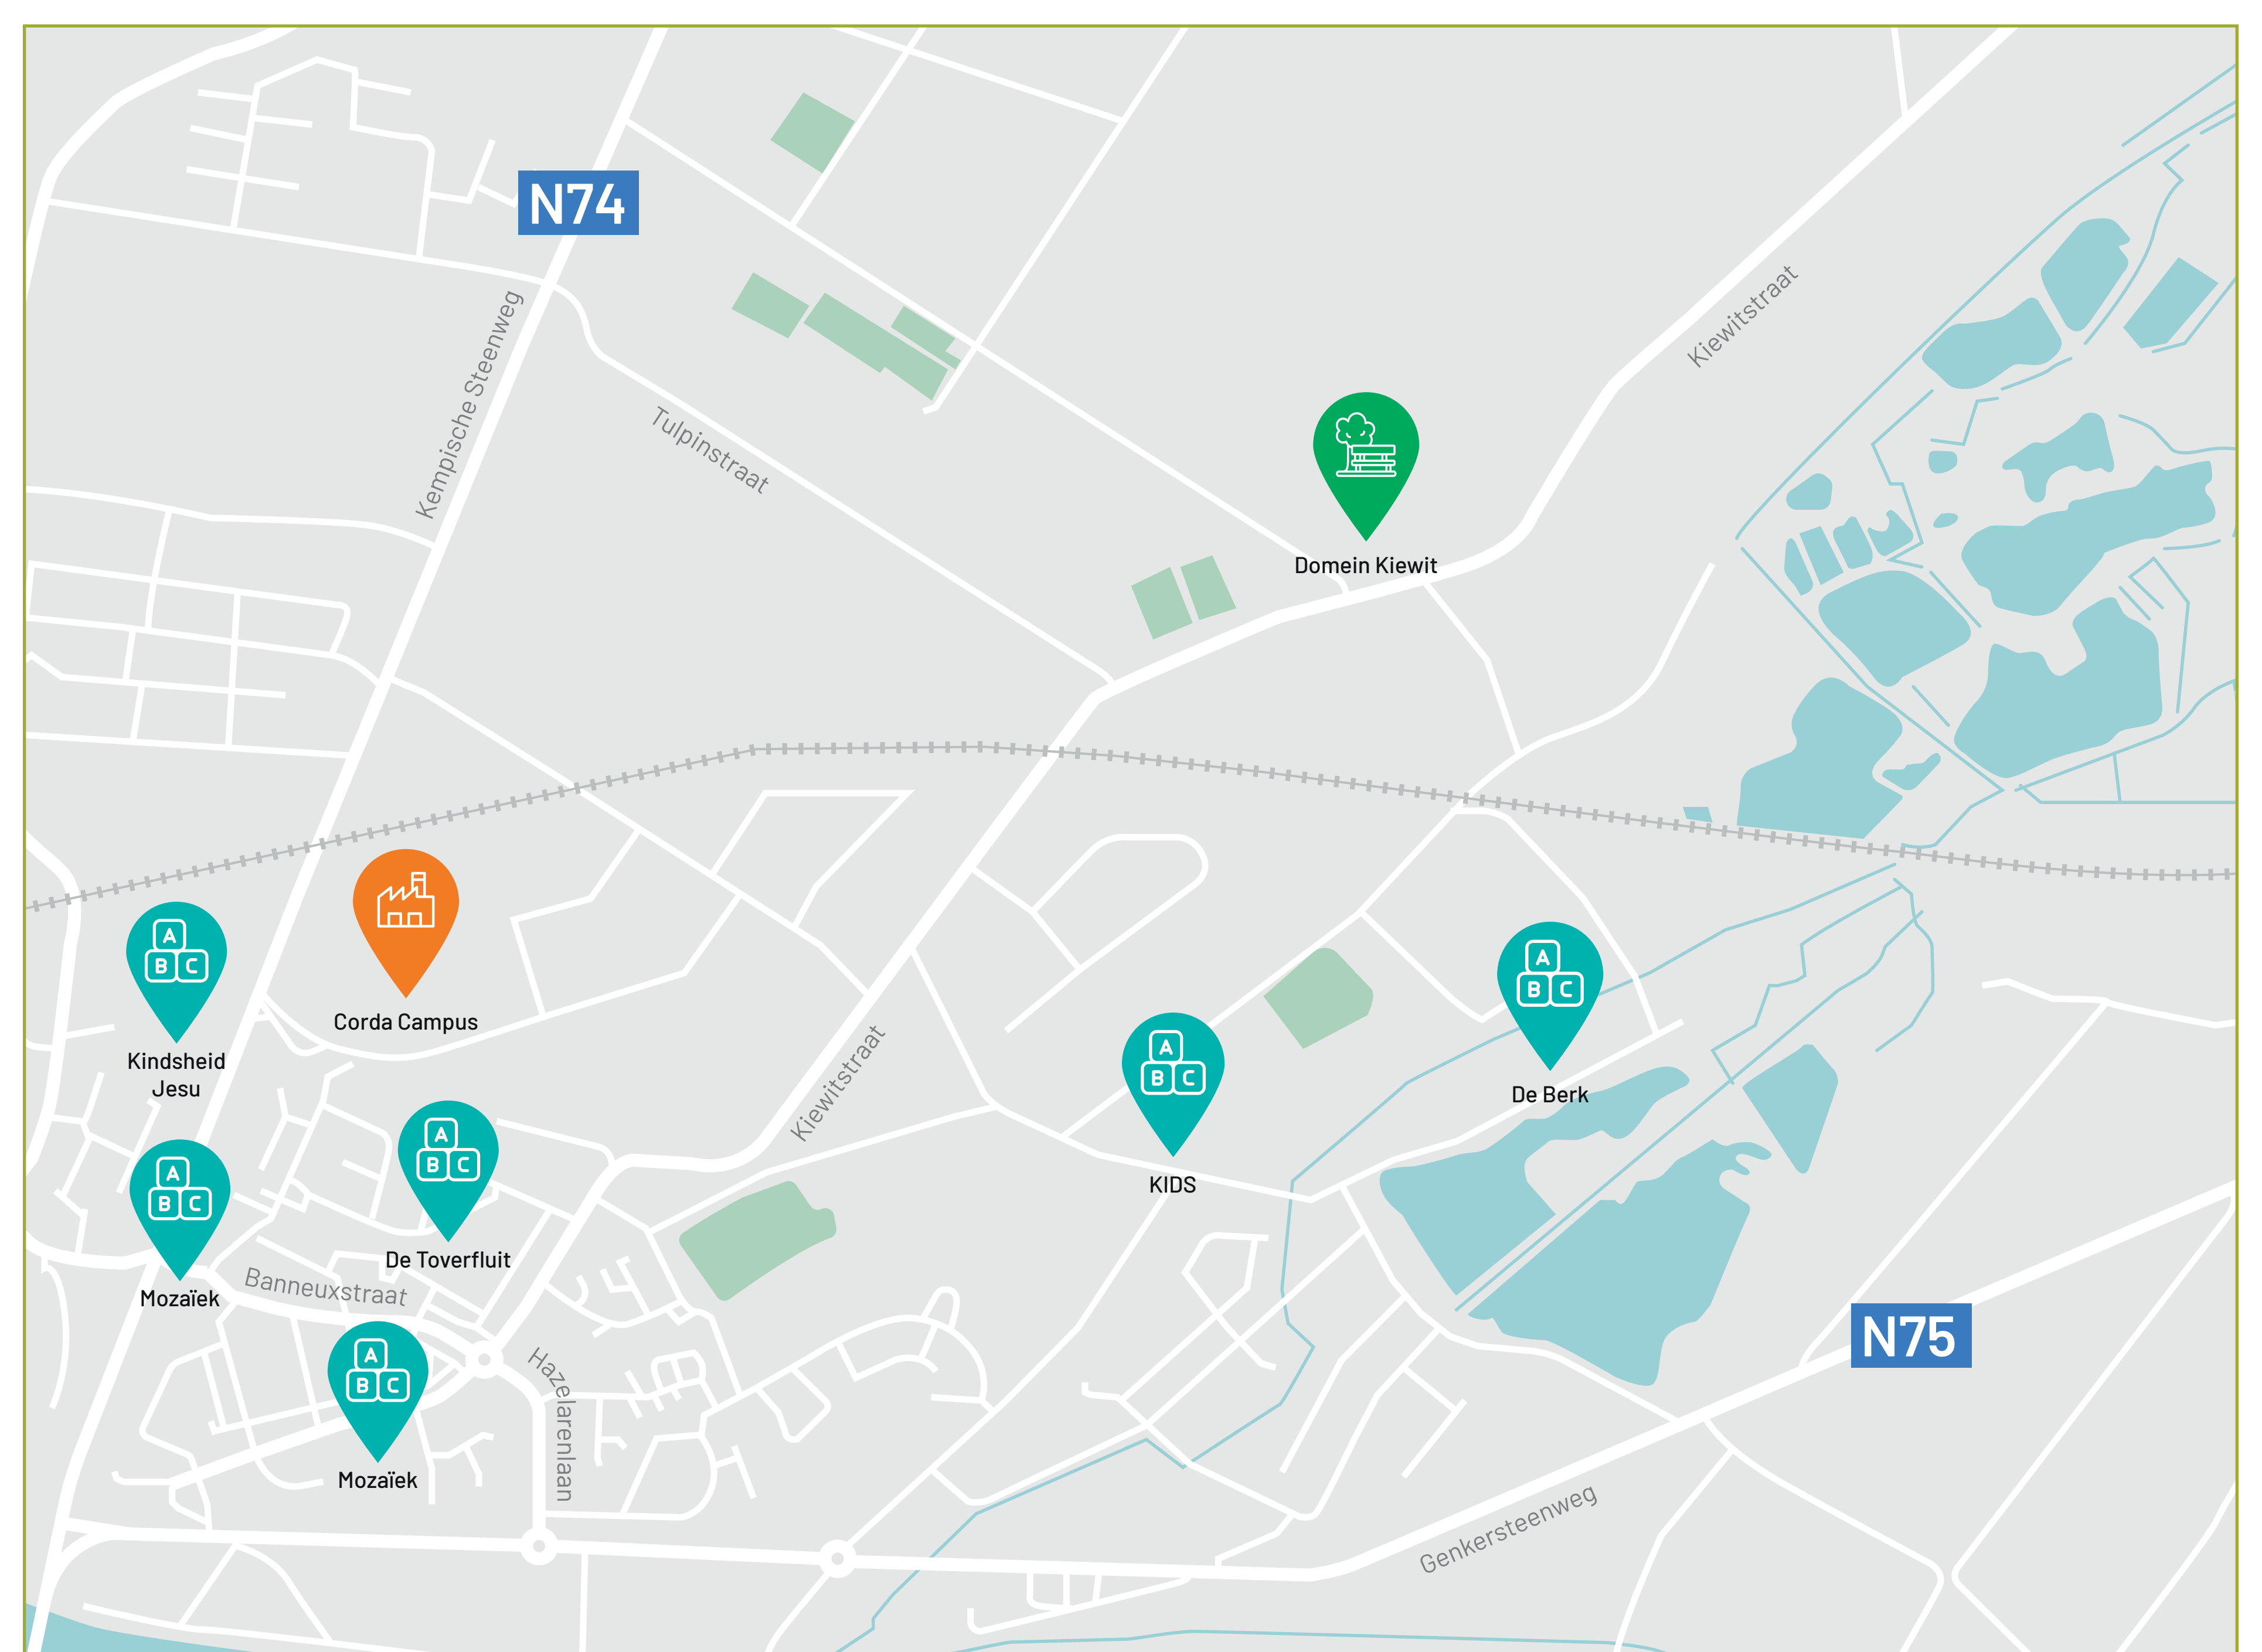 N74
Kiewitstraat
Kempische Steenweg
Tulpinstraat
Domein Kiewit
A
B C
Corda Campus
Kindsheid
Jesu
A
B C
De Berk
A
B C
KIDS
Kiewitstraat
A
B C
De Toverfluit
A
B C
Mozaïek
Banneuxstraat
N75
A
B C
Mozaïek
Hazelarenlaan
Genkersteenweg